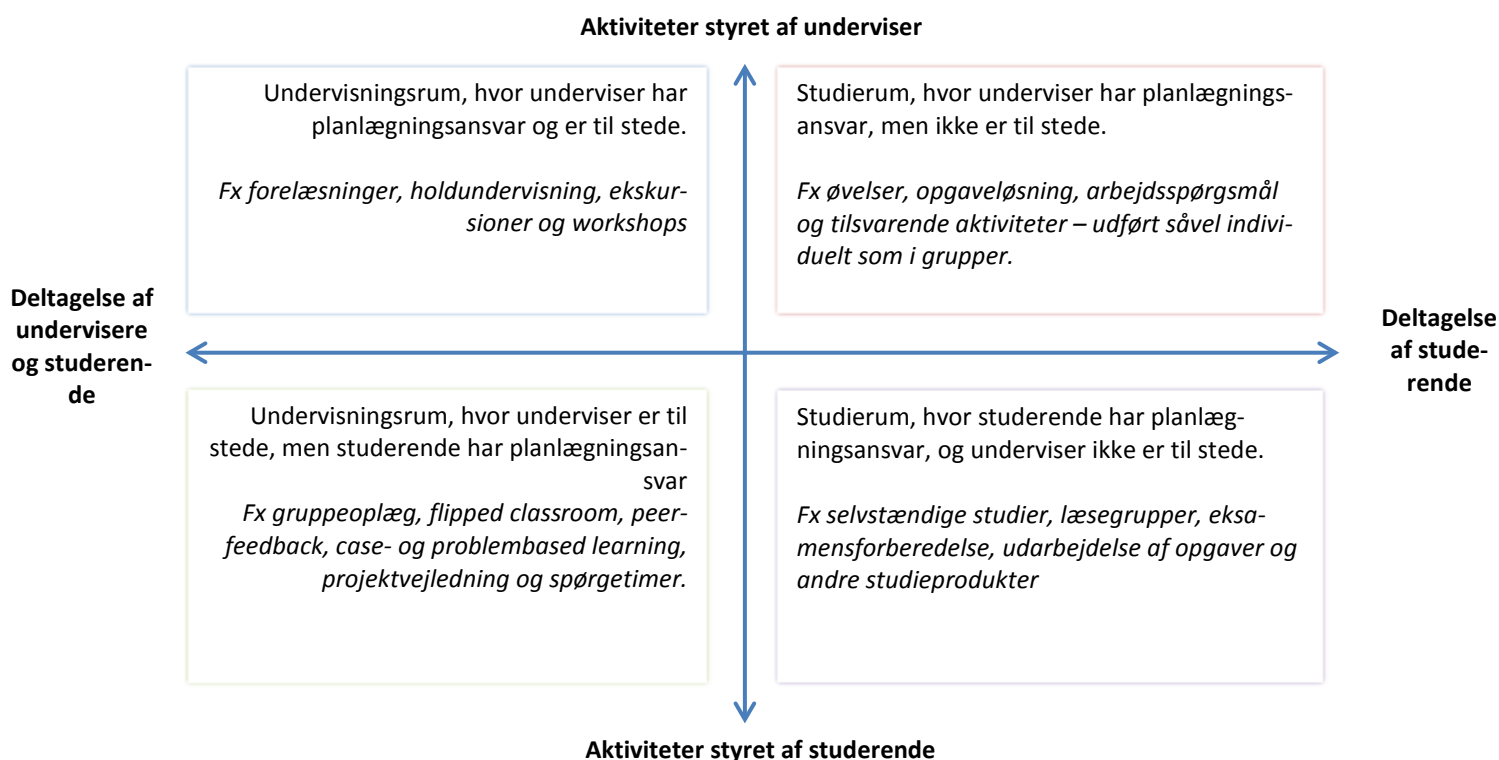 Aktiviteter styret af underviser
Undervisningsrum, hvor underviser har
planlægningsansvar og er til stede.
Fx forelæsninger, holdundervisning, ekskur-
sioner og workshops
Studierum, hvor underviser har planlægnings-
ansvar, men ikke er til stede.
Fx øvelser, opgaveløsning, arbejdsspørgsmål
og tilsvarende aktiviteter – udført såvel indivi-
duelt som i grupper.
Deltagelse af
undervisere
og studeren-
de
Deltagelse
af stude-
rende
Undervisningsrum, hvor underviser er til
stede, men studerende har planlægningsan-
svar
Fx gruppeoplæg, flipped classroom, peer-
feedback, case- og problembased learning,
projektvejledning og spørgetimer.
Studierum, hvor studerende har planlæg-
ningsansvar, og underviser ikke er til stede.
Fx selvstændige studier, læsegrupper, eksa-
mensforberedelse, udarbejdelse af opgaver og
andre studieprodukter
Aktiviteter styret af studerende